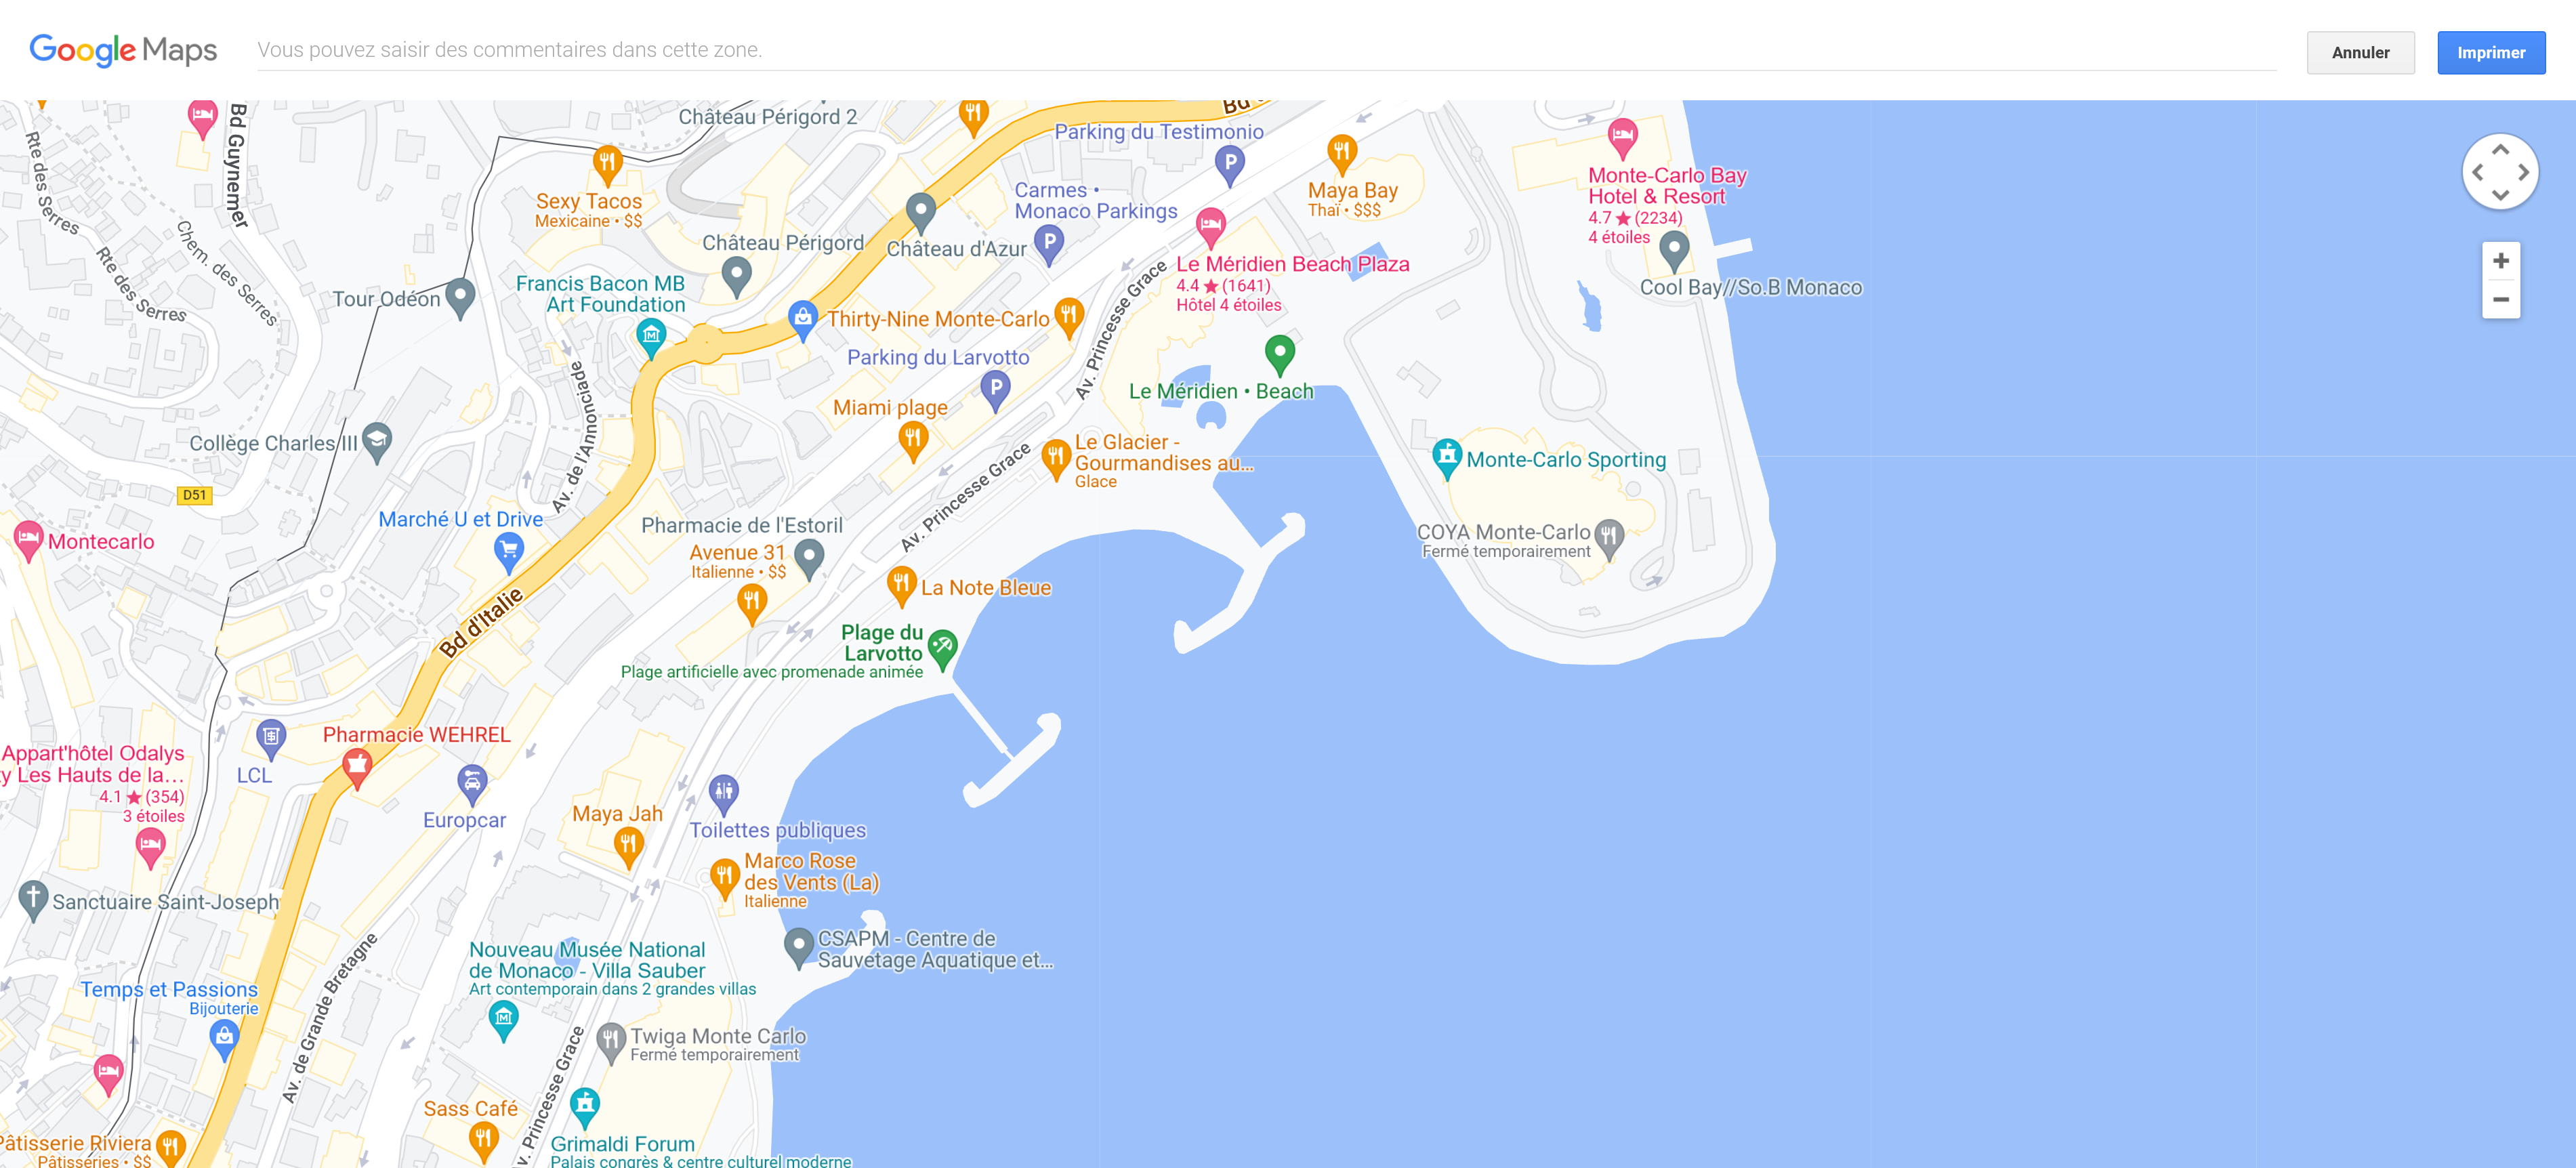 Google Maps
Vous pouvez saisir des commentaires dans cette zone.
Annuler
Imprimer
Château Périgord 2
Parking du Testimonio
Bd Guynemer
Rte des Serres
Sexy Tacos
Mexicaine • $$
Carmes •
Monaco Parkings
Maya Bay
Thaï • $$$
Monte-Carlo Bay
Hotel & Resort
4.7 ★ (2234)
4 étoiles
Chem. des Serres
Château Périgord
Château d'Azur
Rte des Serres
Tour Odéon
Francis Bacon MB
Art Foundation
Le Méridien Beach Plaza
4.4 ★ (1641)
Hôtel 4 étoiles
Cool Bay//So.B Monaco
Thirty-Nine Monte-Carlo
Av. Princesse Grace
Parking du Larvotto
Le Méridien • Beach
Av. de l'Annonciade
Miami plage
Collège Charles III
Le Glacier -
Gourmandises au...
Glace
Monte-Carlo Sporting
D51
Av. Princesse Grace
Marché U et Drive
Pharmacie de l'Estoril
Montecarlo
Avenue 31
Italienne • $$
COYA Monte-Carlo
Fermé temporairement
La Note Bleue
Bd d'Italie
Plage du
Larvotto
Plage artificielle avec promenade animée
Pharmacie WEHREL
Appart'hôtel Odalys
y Les Hauts de la...
4.1 ★ (354)
3 étoiles
LCL
Europcar
Maya Jah
Toilettes publiques
Marco Rose
des Vents (La)
Italienne
Sanctuaire Saint-Joseph
CSAPM - Centre de
Sauvetage Aquatique et...
Nouveau Musée National
de Monaco - Villa Sauber
Art contemporain dans 2 grandes villas
Temps et Passions
Bijouterie
Av. de Grande Bretagne
Twiga Monte Carlo
Fermé temporairement
Av. Princesse Grace
Sass Café
Grimaldi Forum
Palais congrès & centre culturel moderne
Pâtisserie Riviera
Pâtisseries • $$